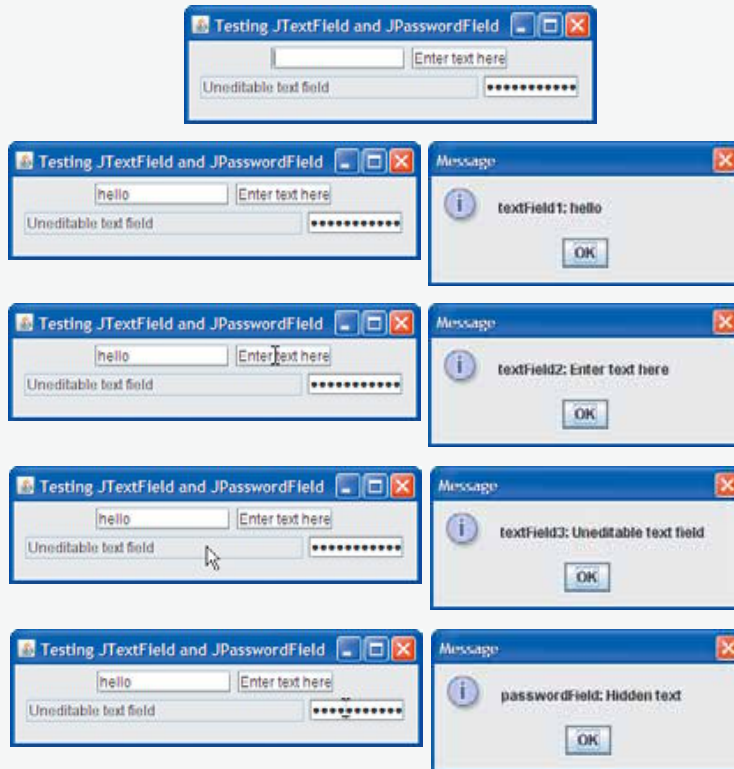 Testing JTextField and JPasswordField
Enter text here
Uneditable text field
•••••••••••
Testing JTextField and JPasswordField
hello
Enter text here
Uneditable text field
•••••••••••
Message
textField1: hello
OK
Testing JTextField and JPasswordField
hello
Enter text here
Uneditable text field
•••••••••••
Message
textField2: Enter text here
OK
Testing JTextField and JPasswordField
hello
Enter text here
Uneditable text field
•••••••••••
Message
textField3: Uneditable text field
OK
Testing JTextField and JPasswordField
hello
Enter text here
Uneditable text field
•••••••••••
Message
passwordField: Hidden text
OK